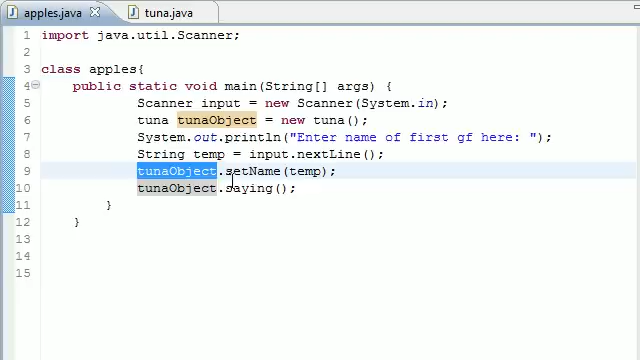 apples.java tuna.java
1 import java.util.Scanner;
2
3 class apples{
4 public static void main(String[] args) {
5 Scanner input = new Scanner(System.in);
6 tuna tunaObject = new tuna();
7 System.out.println("Enter name of first gf here: ");
8 String temp = input.nextLine();
9 tunaObject.setName(temp);
10 tunaObject.saying();
11 }
12 }
13
14
15